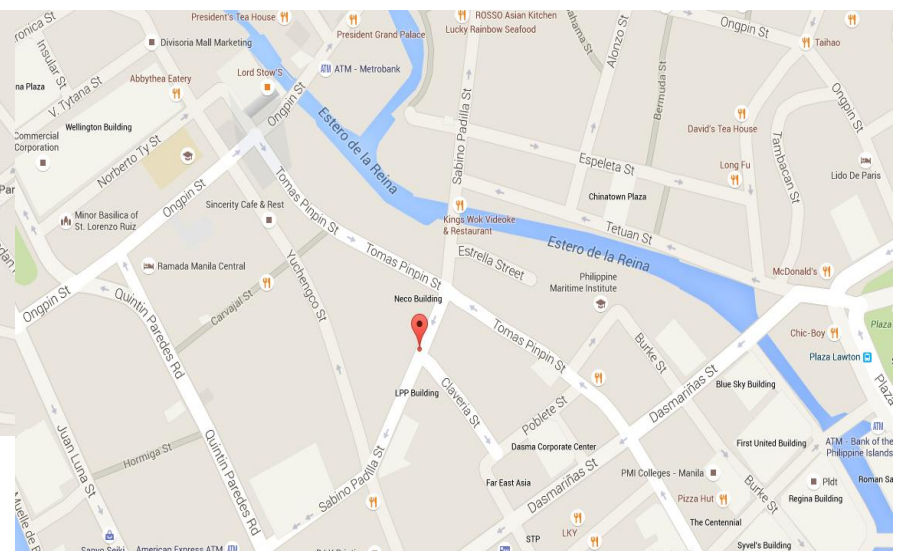 President's Tea House
ROSSO Asian Kitchen
Lucky Rainbow Seafood
President Grand Palace
Divisoria Mall Marketing
Ongpin St
Taihao
Insular St
ATM - Metrobank
Lord Stow'S
Abbythea Eatery
Alonzo St
na Plaza
V. Tytana St
Ongpin St
Estero de la Reina
Sabino Padilla St
Bermuda St
Ongpin St
Wellington Building
Commercial
Corporation
David's Tea House
Norberto Ty St
Espeleta St
Long Fu
Tambacan St
Lido De Paris
Tomas Pinpin St
Chinatown Plaza
Ongpin St
Sincerity Cafe & Rest
Minor Basilica of
St. Lorenzo Ruiz
Kings Wok Videoke
& Restaurant
Tetuan St
Estero de la Reina
Tomas Pinpin St
Estrella Street
Ramada Manila Central
Philippine
Maritime Institute
McDonald's
Yuchengco St
Carvajal St
Quintin Paredes Rd
Ongpin St
Neco Building
Tomas Pinpin St
Chic-Boy
Plaza
Burke St
Plaza Lawton
LPP Building
Claveria St
Dasmariñas St
Blue Sky Building
Plaza
Poblete St
Juan Luna St
Quintin Paredes Rd
Hormiga St
Dasma Corporate Center
First United Building
ATM - Bank of the
Philippine Islands
Sabino Padilla St
Far East Asia
Dasmariñas St
PMI Colleges - Manila
Burke St
Pldt
Roman Sa
Regina Building
Pizza Hut
Muelle de B
The Centennial
LKY
STP
Syvel's Building
Sanyo Seiki
American Express ATM